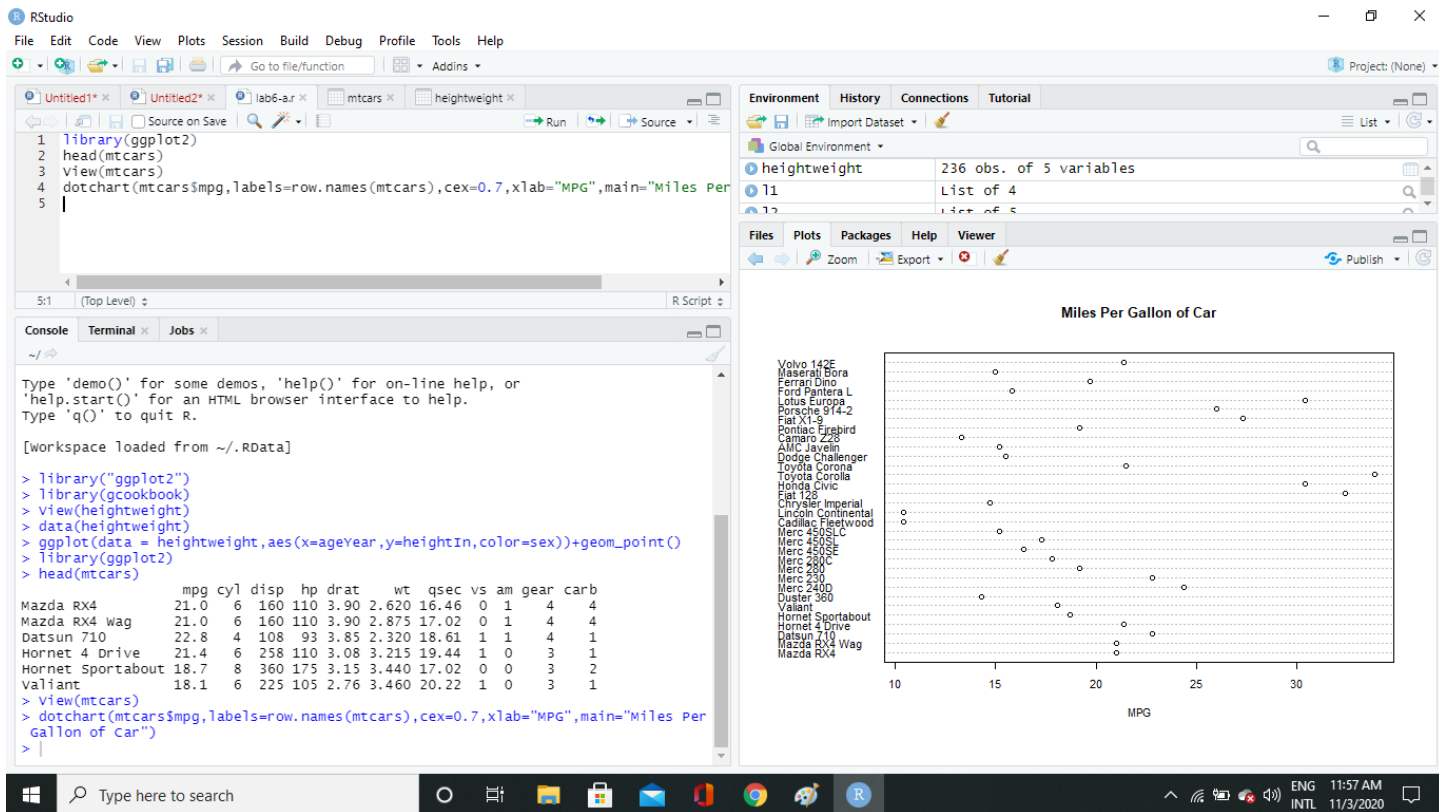 RStudio
File Edit Code View Plots Session Build Debug Profile Tools Help
Go to file/function Addins Project: (None)
Untitled1* Untitled2* lab6-a.r mtcars heightweight
Source on Save Run Source
1 library(ggplot2)
2 head(mtcars)
3 View(mtcars)
4 dotchart(mtcars$mpg,labels=row.names(mtcars),cex=0.7,xlab="MPG",main="Miles Per
5
5:1 (Top Level) R Script
Console Terminal Jobs
~/
Type 'demo()' for some demos, 'help()' for on-line help, or
'help.start()' for an HTML browser interface to help.
Type 'q()' to quit R.
[Workspace loaded from ~/.RData]
> library("ggplot2")
> library(gcookbook)
> View(heightweight)
> data(heightweight)
> ggplot(data = heightweight,aes(x=ageYear,y=heightIn,color=sex))+geom_point()
> library(ggplot2)
> head(mtcars)
mpg cyl disp hp drat wt qsec vs am gear carb
Mazda RX4 21.0 6 160 110 3.90 2.620 16.46 0 1 4 4
Mazda RX4 Wag 21.0 6 160 110 3.90 2.875 17.02 0 1 4 4
Datsun 710 22.8 4 108 93 3.85 2.320 18.61 1 1 4 1
Hornet 4 Drive 21.4 6 258 110 3.08 3.215 19.44 1 0 3 1
Hornet Sportabout 18.7 8 360 175 3.15 3.440 17.02 0 0 3 2
Valiant 18.1 6 225 105 2.76 3.460 20.22 1 0 3 1
> View(mtcars)
> dotchart(mtcars$mpg,labels=row.names(mtcars),cex=0.7,xlab="MPG",main="Miles Per
Gallon of Car")
>
Environment History Connections Tutorial
Import Dataset List
Global Environment
heightweight 236 obs. of 5 variables
l1 List of 4
l2 List of 5
Files Plots Packages Help Viewer
Zoom Export Publish
Miles Per Gallon of Car
Volvo 142E
Maserati Bora
Ferrari Dino
Ford Pantera L
Lotus Europa
Porsche 914-2
Fiat X1-9
Pontiac Firebird
Camaro Z28
AMC Javelin
Dodge Challenger
Toyota Corona
Toyota Corolla
Honda Civic
Fiat 128
Chrysler Imperial
Lincoln Continental
Cadillac Fleetwood
Merc 450SLC
Merc 450SL
Merc 450SE
Merc 280C
Merc 280
Merc 230
Merc 240D
Duster 360
Valiant
Hornet Sportabout
Hornet 4 Drive
Datsun 710
Mazda RX4 Wag
Mazda RX4
10 15 20 25 30
MPG
Type here to search
ENG 11:57 AM
INTL 11/3/2020